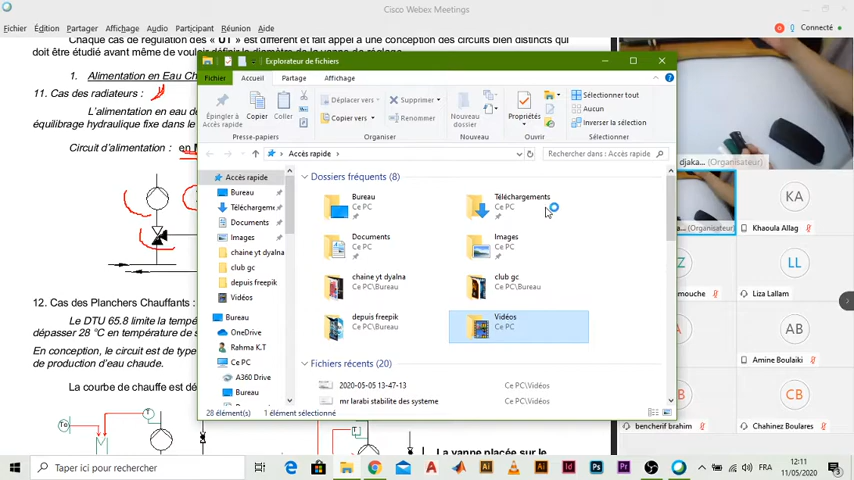 Cisco Webex Meetings
Fichier Édition Partager Affichage Audio Participant Réunion Aide
Connecté
Chaque cas de régulation des « UT » est différent et fait appel à une conception des circuits bien distincts qui
doit être étudié avant même de vouloir
1. Alimentation en Eau Ch
11. Cas des radiateurs :
L'alimentation en eau d
équilibrage hydraulique fixe dans le
Circuit d'alimentation : en M
12. Cas des Planchers Chauffants :
Le DTU 65.8 limite la tempé
dépasser 28 °C en température de s
En conception, le circuit est de type
de production d'eau chaude.
La courbe de chauffe est dé
Te
T
M
T
La vanne placée sur le
Explorateur de fichiers
Fichier Accueil Partage Affichage
Épingler à
Accès rapide
Copier
Coller
Déplacer vers
Copier vers
Supprimer
Renommer
Nouveau
dossier
Propriétés
Sélectionner tout
Aucun
Inverser la sélection
Presse-papiers Organiser Nouveau Ouvrir Sélectionner
Accès rapide
Rechercher dans : Accès rapide
Accès rapide
Bureau
Téléchargeme
Documents
Images
chaine yt dyalna
club gc
depuis freepik
Vidéos
Bureau
OneDrive
Rahma K.T
Ce PC
A360 Drive
Bureau
Dossiers fréquents (8)
Bureau
Ce PC
Téléchargements
Ce PC
Documents
Ce PC
Images
Ce PC
chaine yt dyalna
Ce PC\Bureau
club gc
Ce PC\Bureau
depuis freepik
Ce PC\Bureau
Vidéos
Ce PC
Fichiers récents (20)
2020-05-05 13-47-13 Ce PC\Vidéos
mr larabi stabilite des systeme Ce PC\Vidéos
28 élément(s) 1 élément sélectionné
djaka... (Organisateur)
a... (Organisateur)
KA
Khaoula Allag
Z
mouche
LL
Liza Lallam
A
AB
Amine Boulaiki
B
bencherif brahim
CB
Chahinez Boulares
Taper ici pour rechercher
FRA
12:11
11/05/2020
3